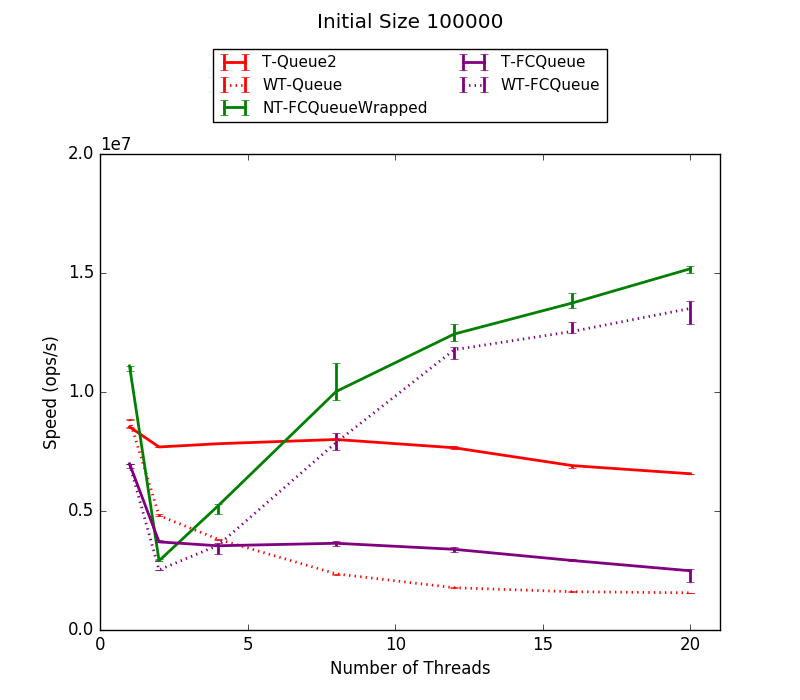 Initial Size 100000
T-Queue2
WT-Queue
NT-FCQueueWrapped
T-FCQueue
WT-FCQueue
1e7
2.0
1.5
1.0
0.5
0.0
Speed (ops/s)
0 5 10 15 20
Number of Threads